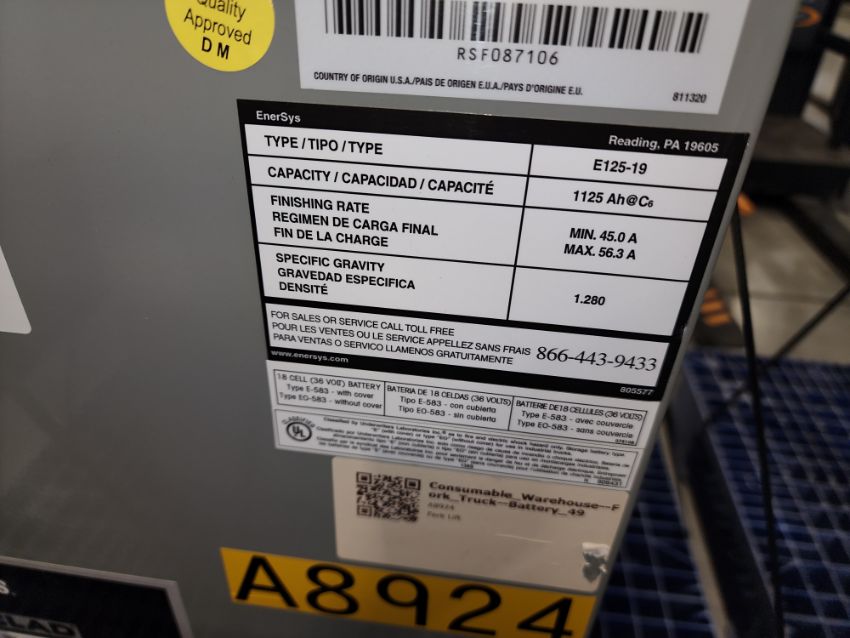 Quality
Approved
D M
RSF087106
COUNTRY OF ORIGIN U.S.A./PAIS DE ORIGEN E.U.A./PAYS D'ORIGINE E.U.
811320
EnerSys
Reading, PA 19605
TYPE / TIPO / TYPE
E125-19
CAPACITY / CAPACIDAD / CAPACITÉ
1125 Ah@C6
FINISHING RATE
REGIMEN DE CARGA FINAL
FIN DE LA CHARGE
MIN. 45.0 A
MAX. 56.3 A
SPECIFIC GRAVITY
GRAVEDAD ESPECIFICA
DENSITÉ
1.280
FOR SALES OR SERVICE CALL TOLL FREE
POUR LES VENTES OU LE SERVICE APPELEZ SANS FRAIS
PARA VENTAS O SERVICO LLAMENOS GRATUITAMENTE
866-443-9433
www.enersys.com
805577
18 CELL (36 VOLT) BATTERY
Type E-583 - with cover
Type EO-583 - without cover
BATERIA DE 18 CELDAS (36 VOLTS)
Tipo E-583 - con cubierta
Tipo EO-583 - sin cubierta
BATTERIE DE 18 CELLULES (36 VOLTS)
Type E-583 - avec couvercle
Type EO-583 - sans couvercle
UL
Consumable_Warehouse--F
ork_Truck--Battery_49
A8924
Fork Lift
A8924